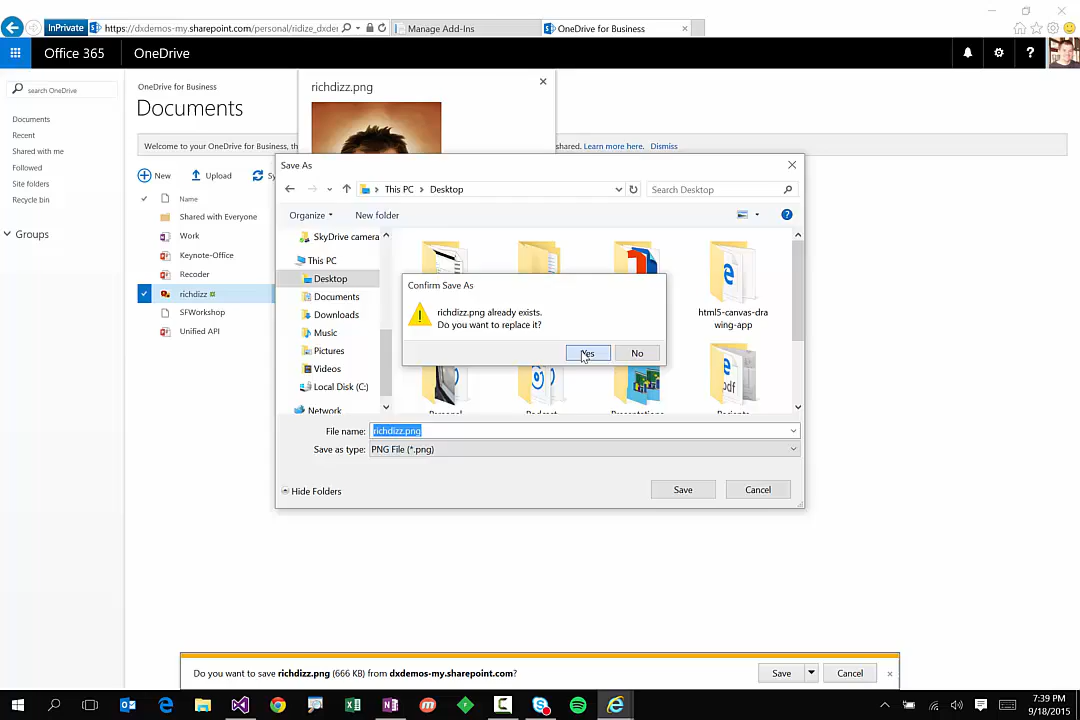 InPrivate
https://dxdemos-my.sharepoint.com/personal/ridize_dxde
Manage Add-Ins
OneDrive for Business
Office 365
OneDrive
search OneDrive
Documents
Recent
Shared with me
Followed
Site folders
Recycle bin
Groups
OneDrive for Business
Documents
Welcome to your OneDrive for Business, th
shared. Learn more here. Dismiss
New
Upload
Sy
Name
Shared with Everyone
Work
Keynote-Office
Recoder
richdizz
SFWorkshop
Unified API
richdizz.png
Save As
This PC
Desktop
Search Desktop
Organize
New folder
SkyDrive camera
This PC
Desktop
Documents
Downloads
Music
Pictures
Videos
Local Disk (C:)
Network
html5-canvas-dra
wing-app
Personal
Podcast
Presentations
Confirm Save As
richdizz.png already exists.
Do you want to replace it?
Yes
No
File name: richdizz.png
Save as type: PNG File (*.png)
Hide Folders
Save
Cancel
Do you want to save richdizz.png (666 KB) from dxdemos-my.sharepoint.com?
Save
Cancel
7:39 PM
9/18/2015